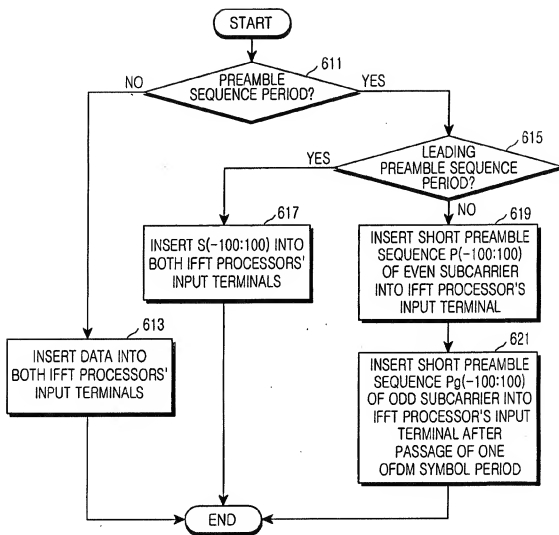 START
611
PREAMBLE
SEQUENCE PERIOD?
NO
YES
615
LEADING
PREAMBLE SEQUENCE
PERIOD?
YES
NO
617
INSERT S(-100:100) INTO
BOTH IFFT PROCESSORS'
INPUT TERMINALS
619
INSERT SHORT PREAMBLE
SEQUENCE P(-100:100)
OF EVEN SUBCARRIER
INTO IFFT PROCESSOR'S
INPUT TERMINAL
613
INSERT DATA INTO
BOTH IFFT PROCESSORS'
INPUT TERMINALS
621
INSERT SHORT PREAMBLE
SEQUENCE Pg(-100:100)
OF ODD SUBCARRIER INTO
IFFT PROCESSOR'S INPUT
TERMINAL AFTER
PASSAGE OF ONE
OFDM SYMBOL PERIOD
END